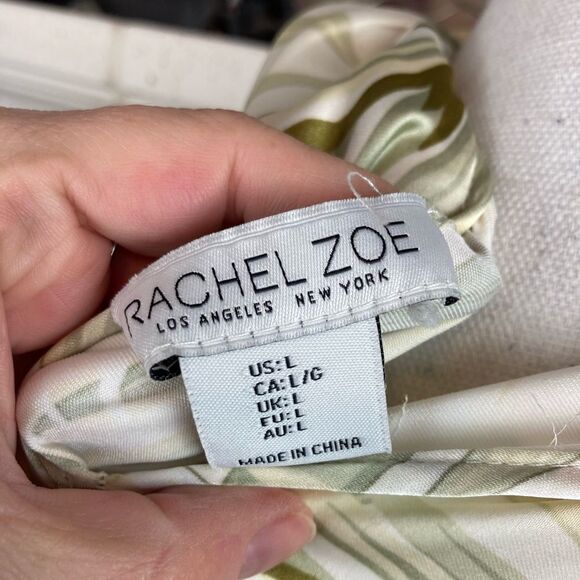 RACHEL ZOE
LOS ANGELES NEW YORK
US: L
CA: L/G
UK: L
EU: L
AU: L
MADE IN CHINA